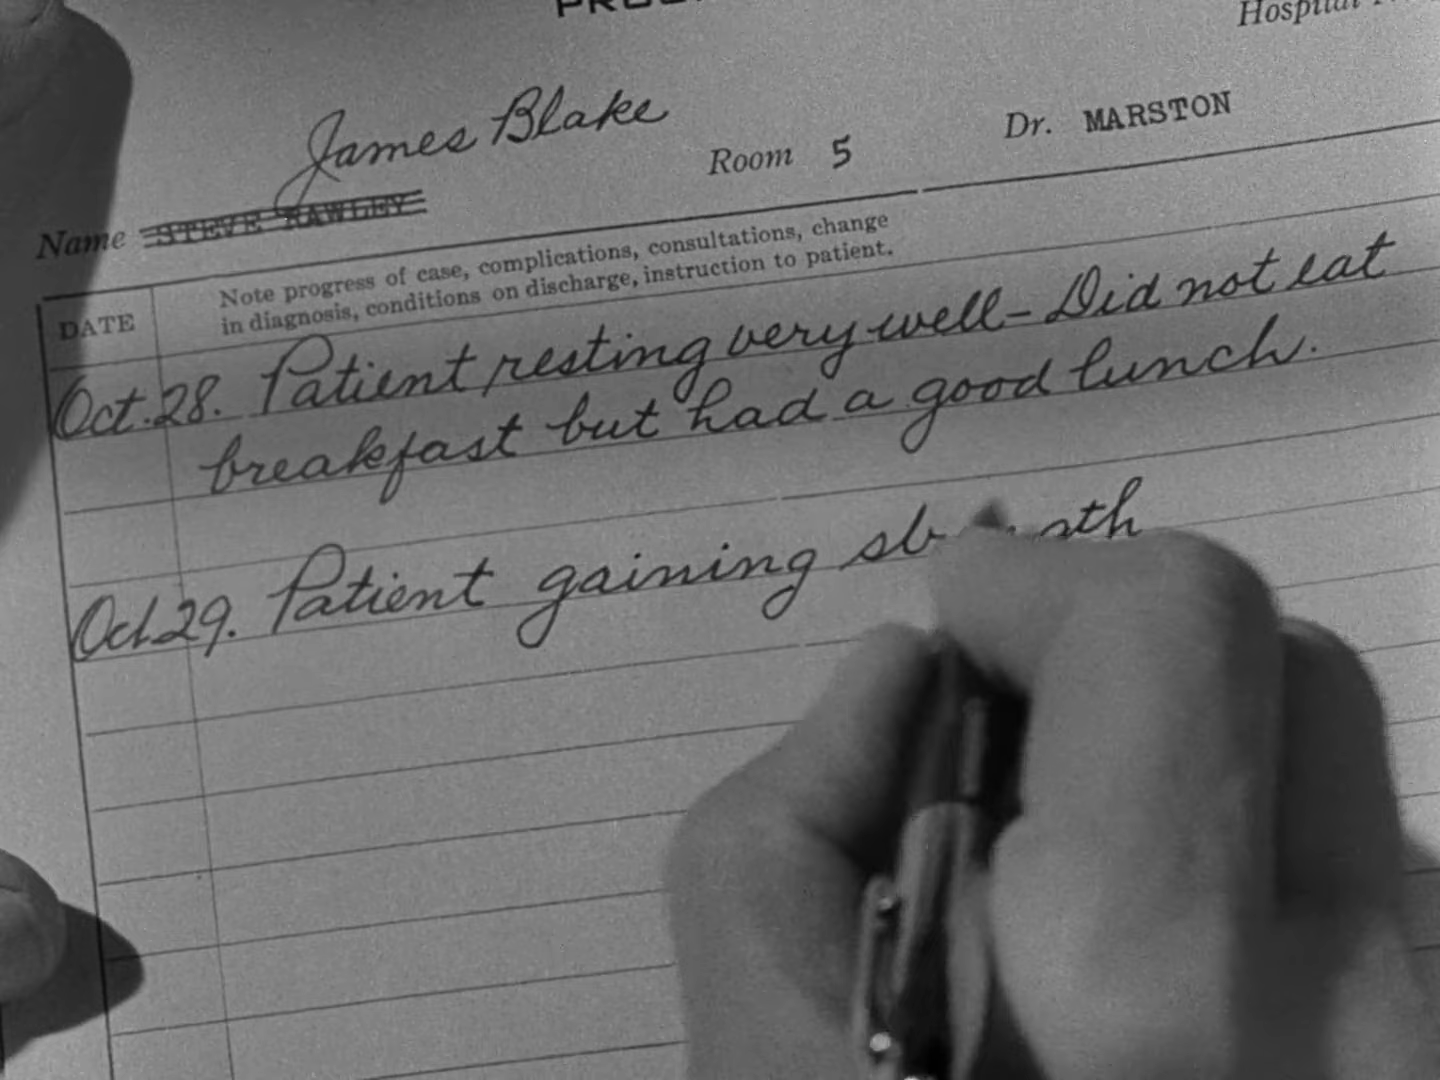 Hospital
James Blake
Name STEVE RAWLEY Room 5 Dr. MARSTON
DATE
Note progress of case, complications, consultations, change
in diagnosis, conditions on discharge, instruction to patient.
Oct. 28. Patient resting very well - Did not eat
breakfast but had a good lunch.
Oct 29. Patient gaining